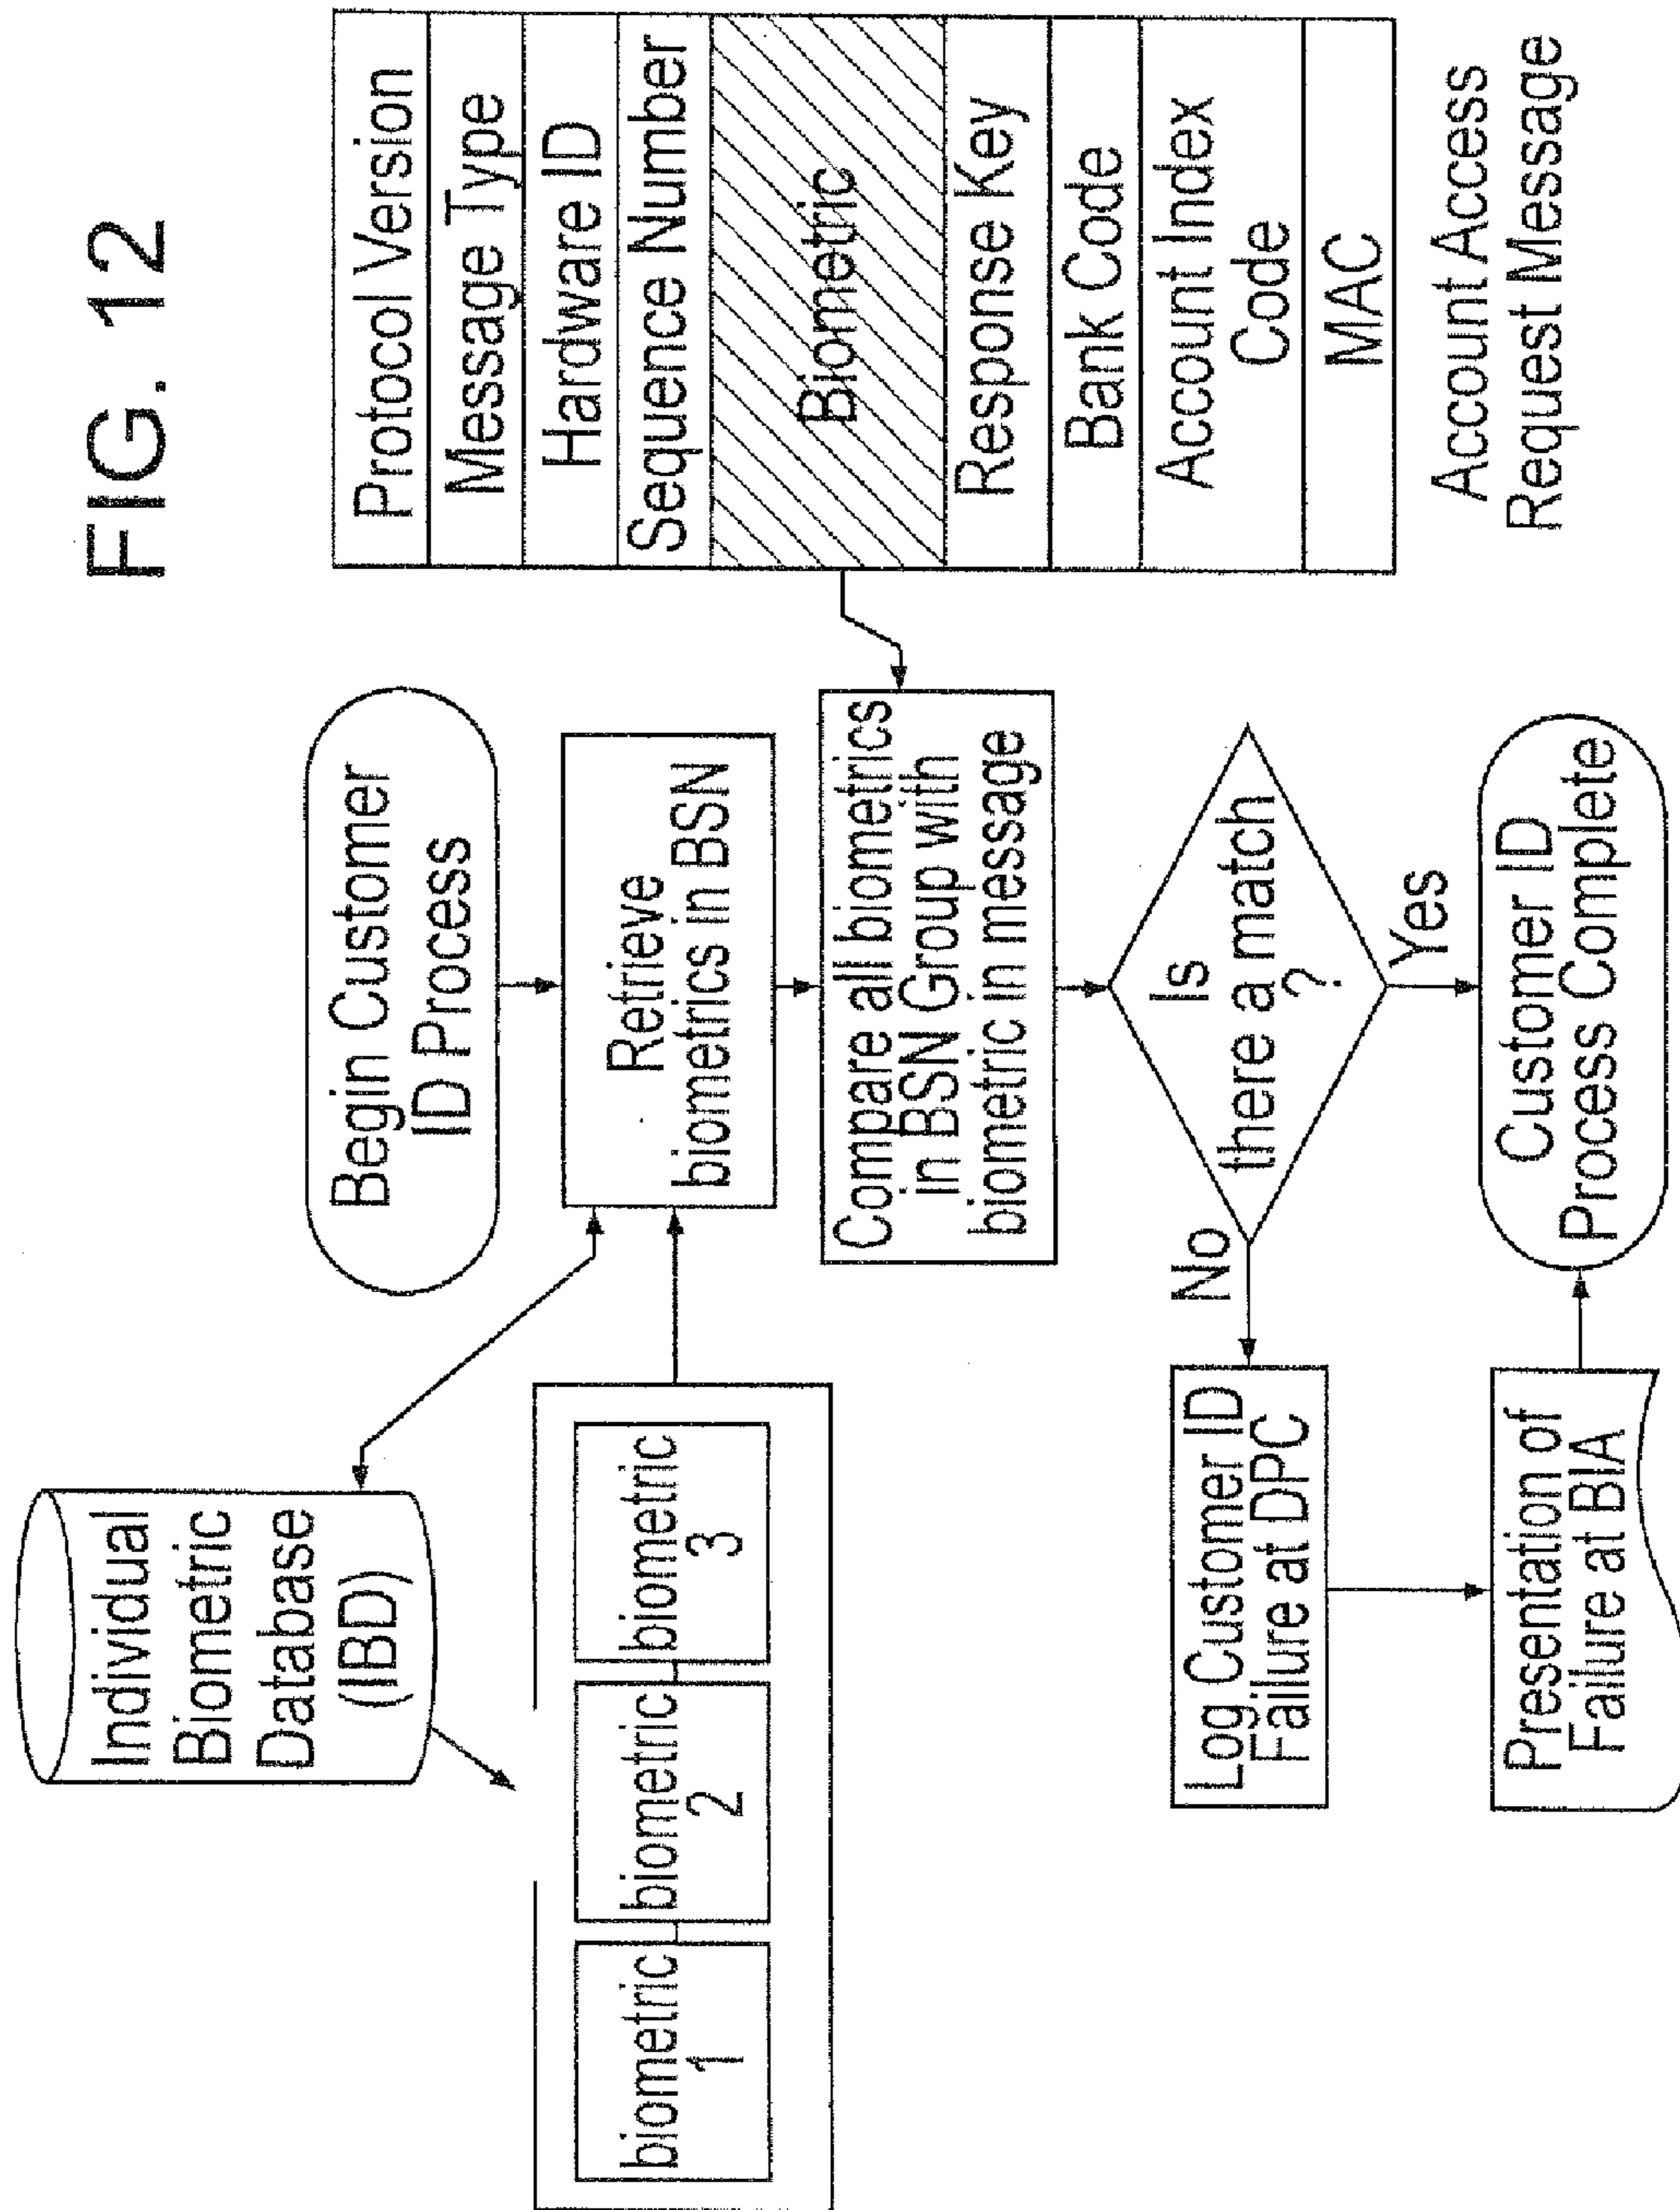 FIG. 12
Individual
Biometric
Database
(IBD)
biometric
1
biometric
2
biometric
3
Begin Customer
ID Process
Retrieve
biometrics in BSN
Compare all biometrics
in BSN Group with
biometric in message
Is
there a match
?
No
Yes
Log Customer ID
Failure at DPC
Presentation of
Failure at BIA
Customer ID
Process Complete
Protocol Version
Message Type
Hardware ID
Sequence Number
Biometric
Response Key
Bank Code
Account Index
Code
MAC
Account Access
Request Message